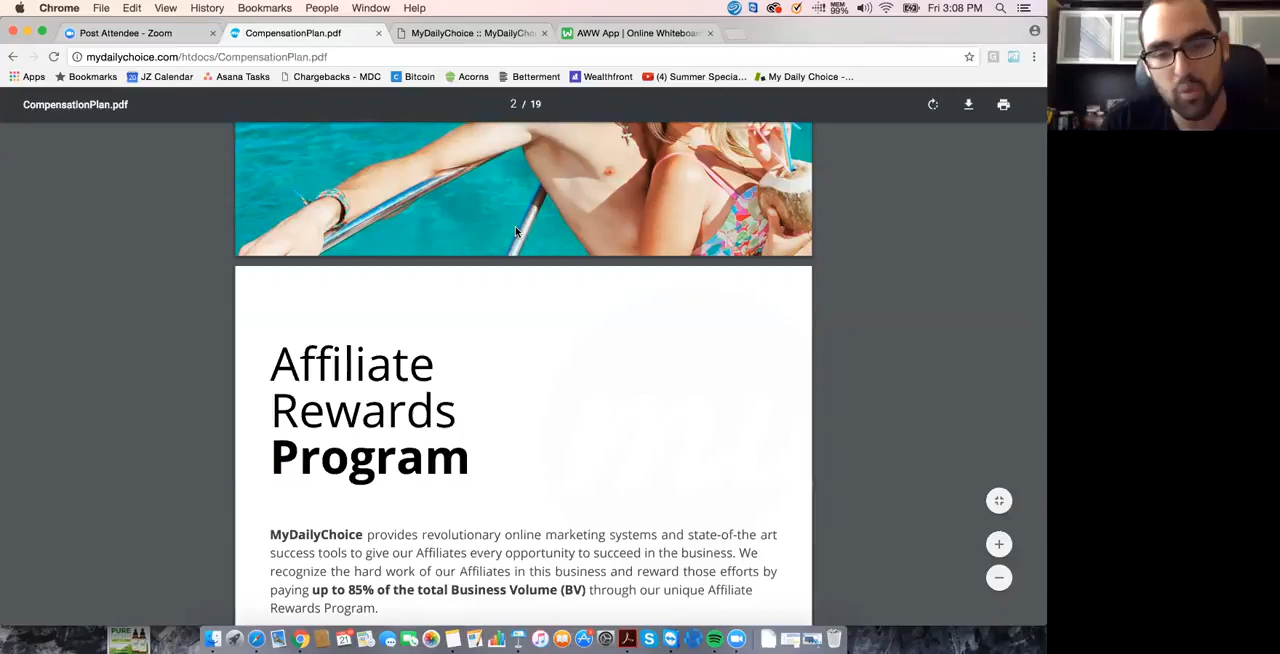 Chrome File Edit View History Bookmarks People Window Help MEM 99% Fri 3:08 PM
Post Attendee - Zoom × CompensationPlan.pdf × MyDailyChoice :: MyDailyCho × AWW App | Online Whiteboa ×
mydailychoice.com/htdocs/CompensationPlan.pdf
Apps Bookmarks JZ Calendar Asana Tasks Chargebacks - MDC Bitcoin Acorns Betterment Wealthfront (4) Summer Specia... My Daily Choice -...
CompensationPlan.pdf 2 / 19
Affiliate
Rewards
Program
MyDailyChoice provides revolutionary online marketing systems and state-of-the art
success tools to give our Affiliates every opportunity to succeed in the business. We
recognize the hard work of our Affiliates in this business and reward those efforts by
paying up to 85% of the total Business Volume (BV) through our unique Affiliate
Rewards Program.
21
PURE